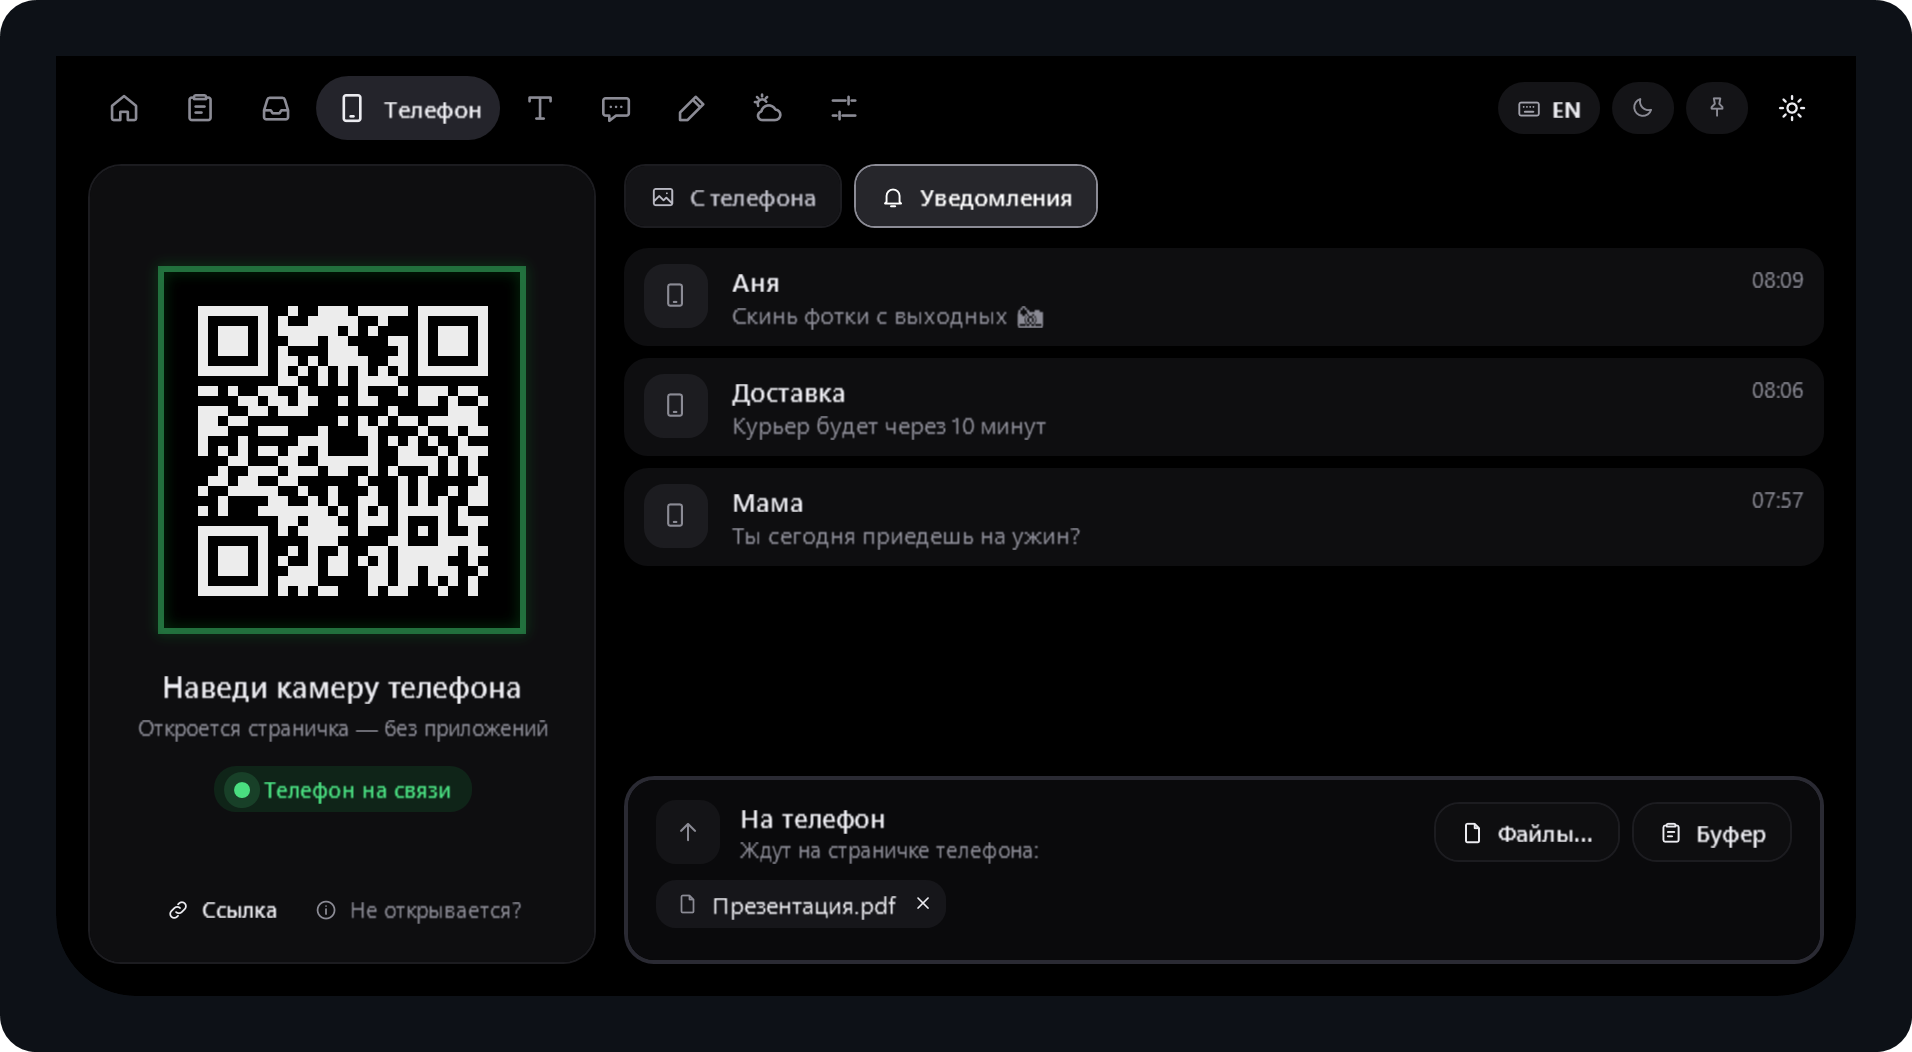 Телефон
EN
С телефона
Уведомления
Аня
08:09
Скинь фотки с выходных 📸
Доставка
08:06
Курьер будет через 10 минут
Мама
07:57
Ты сегодня приедешь на ужин?
Наведи камеру телефона
Откроется страничка — без приложений
Телефон на связи
Ссылка
Не открывается?
На телефон
Ждут на страничке телефона:
Файлы...
Буфер
Презентация.pdf